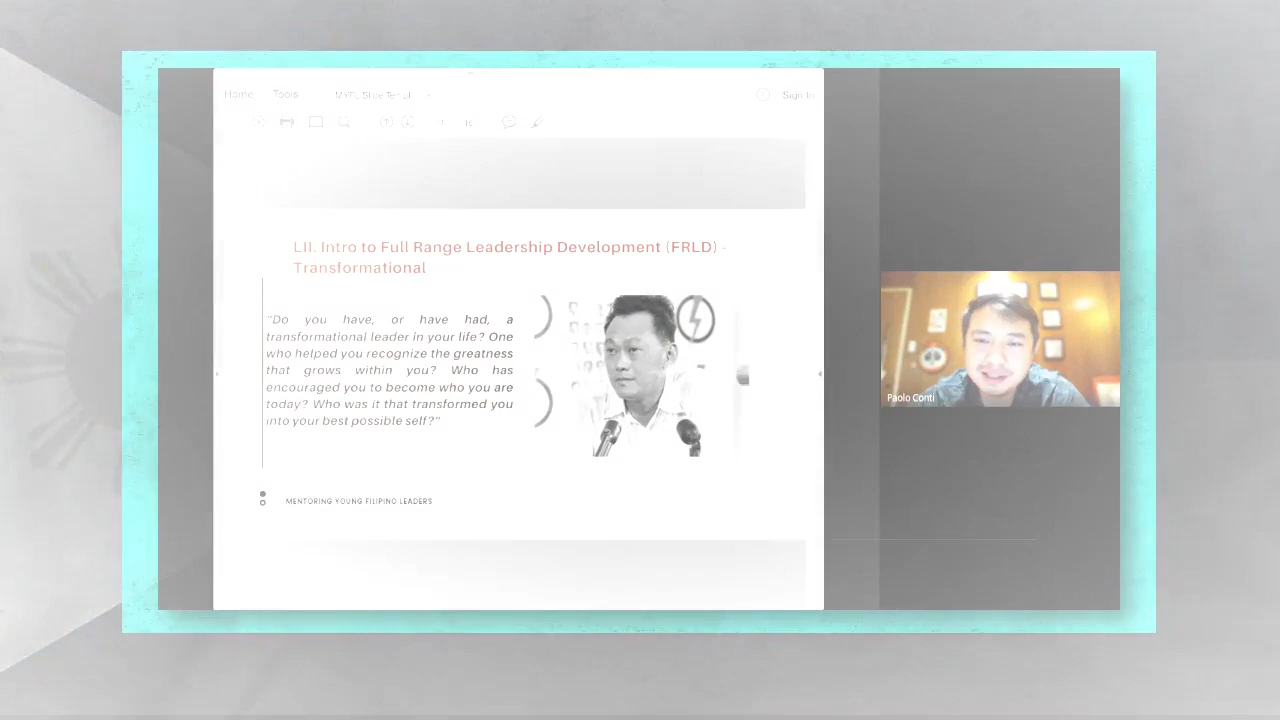 Home Tools
Sign In
LII. Intro to Full Range Leadership Development (FRLD) -
Transformational
"Do you have, or have had, a
transformational leader in your life? One
who helped you recognize the greatness
that grows within you? Who has
encouraged you to become who you are
today? Who was it that transformed you
into your best possible self?"
Paolo Conti
MENTORING YOUNG FILIPINO LEADERS